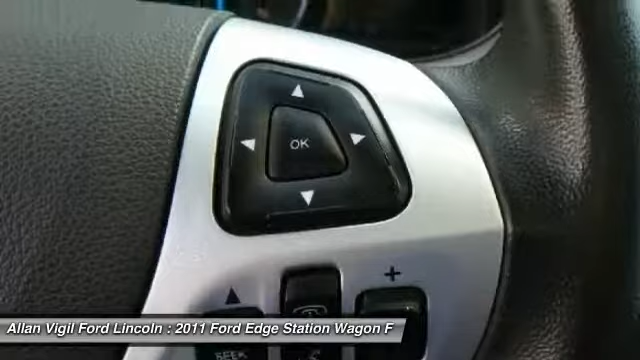 OK
+
Allan Vigil Ford Lincoln : 2011 Ford Edge Station Wagon F
SEEK